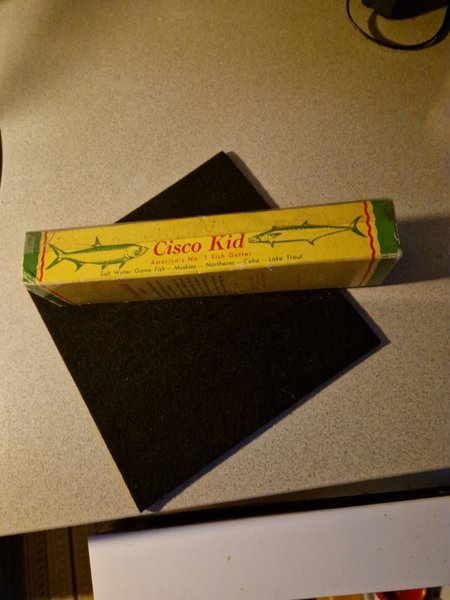 Cisco Kid
America's No. 1 Fish Getter
Salt Water Game Fish — Muskies — Northerns — Coho — Lake Trout